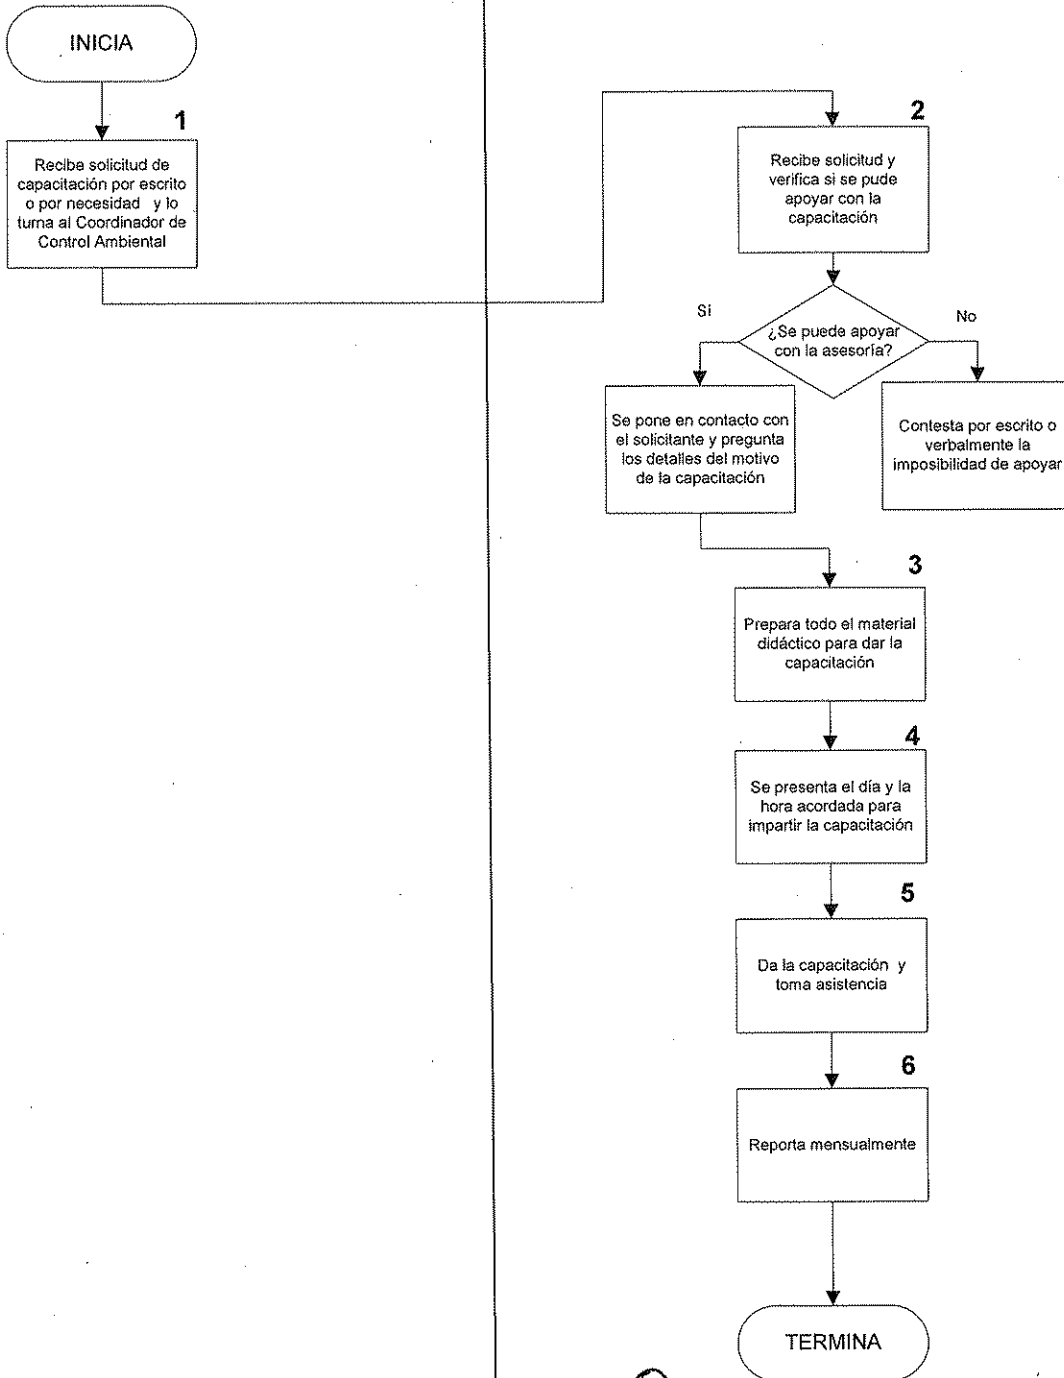 INICIA
1
Recibe solicitud de
capacitación por escrito
o por necesidad y lo
turna al Coordinador de
Control Ambiental
2
Recibe solicitud y
verifica si se pude
apoyar con la
capacitación
¿Se puede apoyar
con la asesoría?
Si
No
Se pone en contacto con
el solicitante y pregunta
los detalles del motivo
de la capacitación
Contesta por escrito o
verbalmente la
imposibilidad de apoyar
3
Prepara todo el material
didáctico para dar la
capacitación
4
Se presenta el día y la
hora acordada para
impartir la capacitación
5
Da la capacitación y
toma asistencia
6
Reporta mensualmente
TERMINA